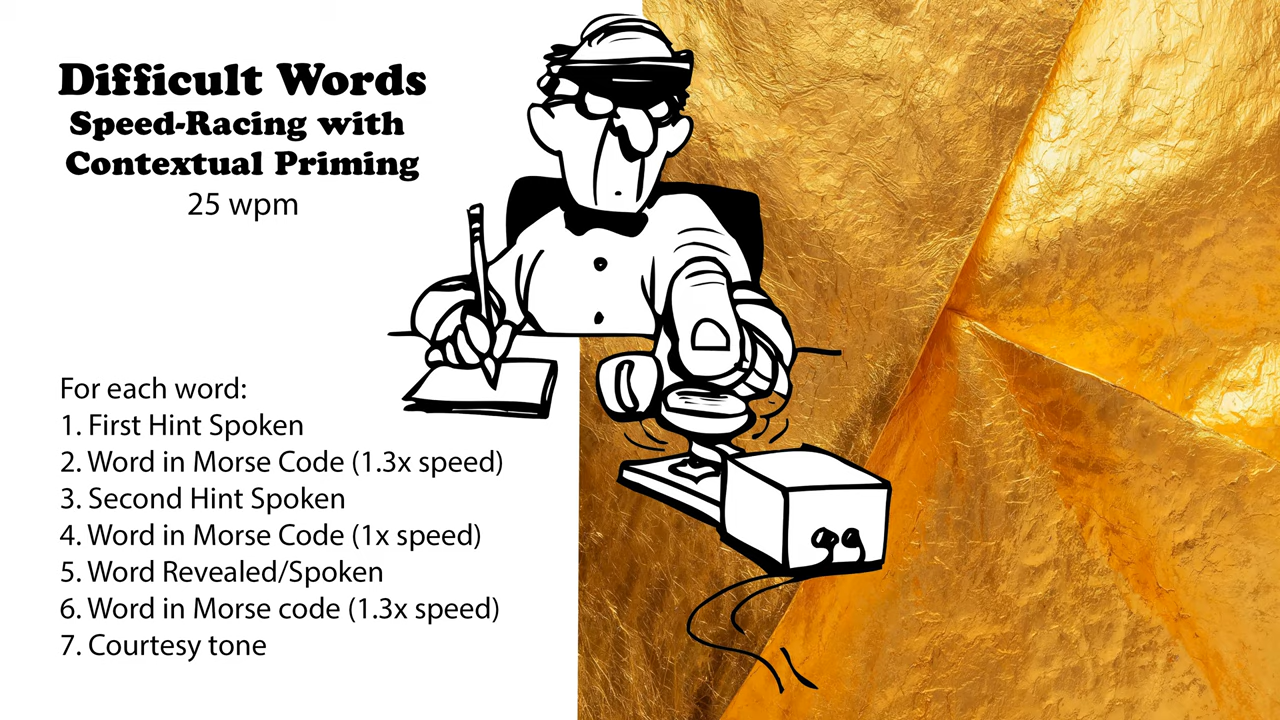 Difficult Words
Speed-Racing with
Contextual Priming
25 wpm
For each word:
1. First Hint Spoken
2. Word in Morse Code (1.3x speed)
3. Second Hint Spoken
4. Word in Morse Code (1x speed)
5. Word Revealed/Spoken
6. Word in Morse code (1.3x speed)
7. Courtesy tone